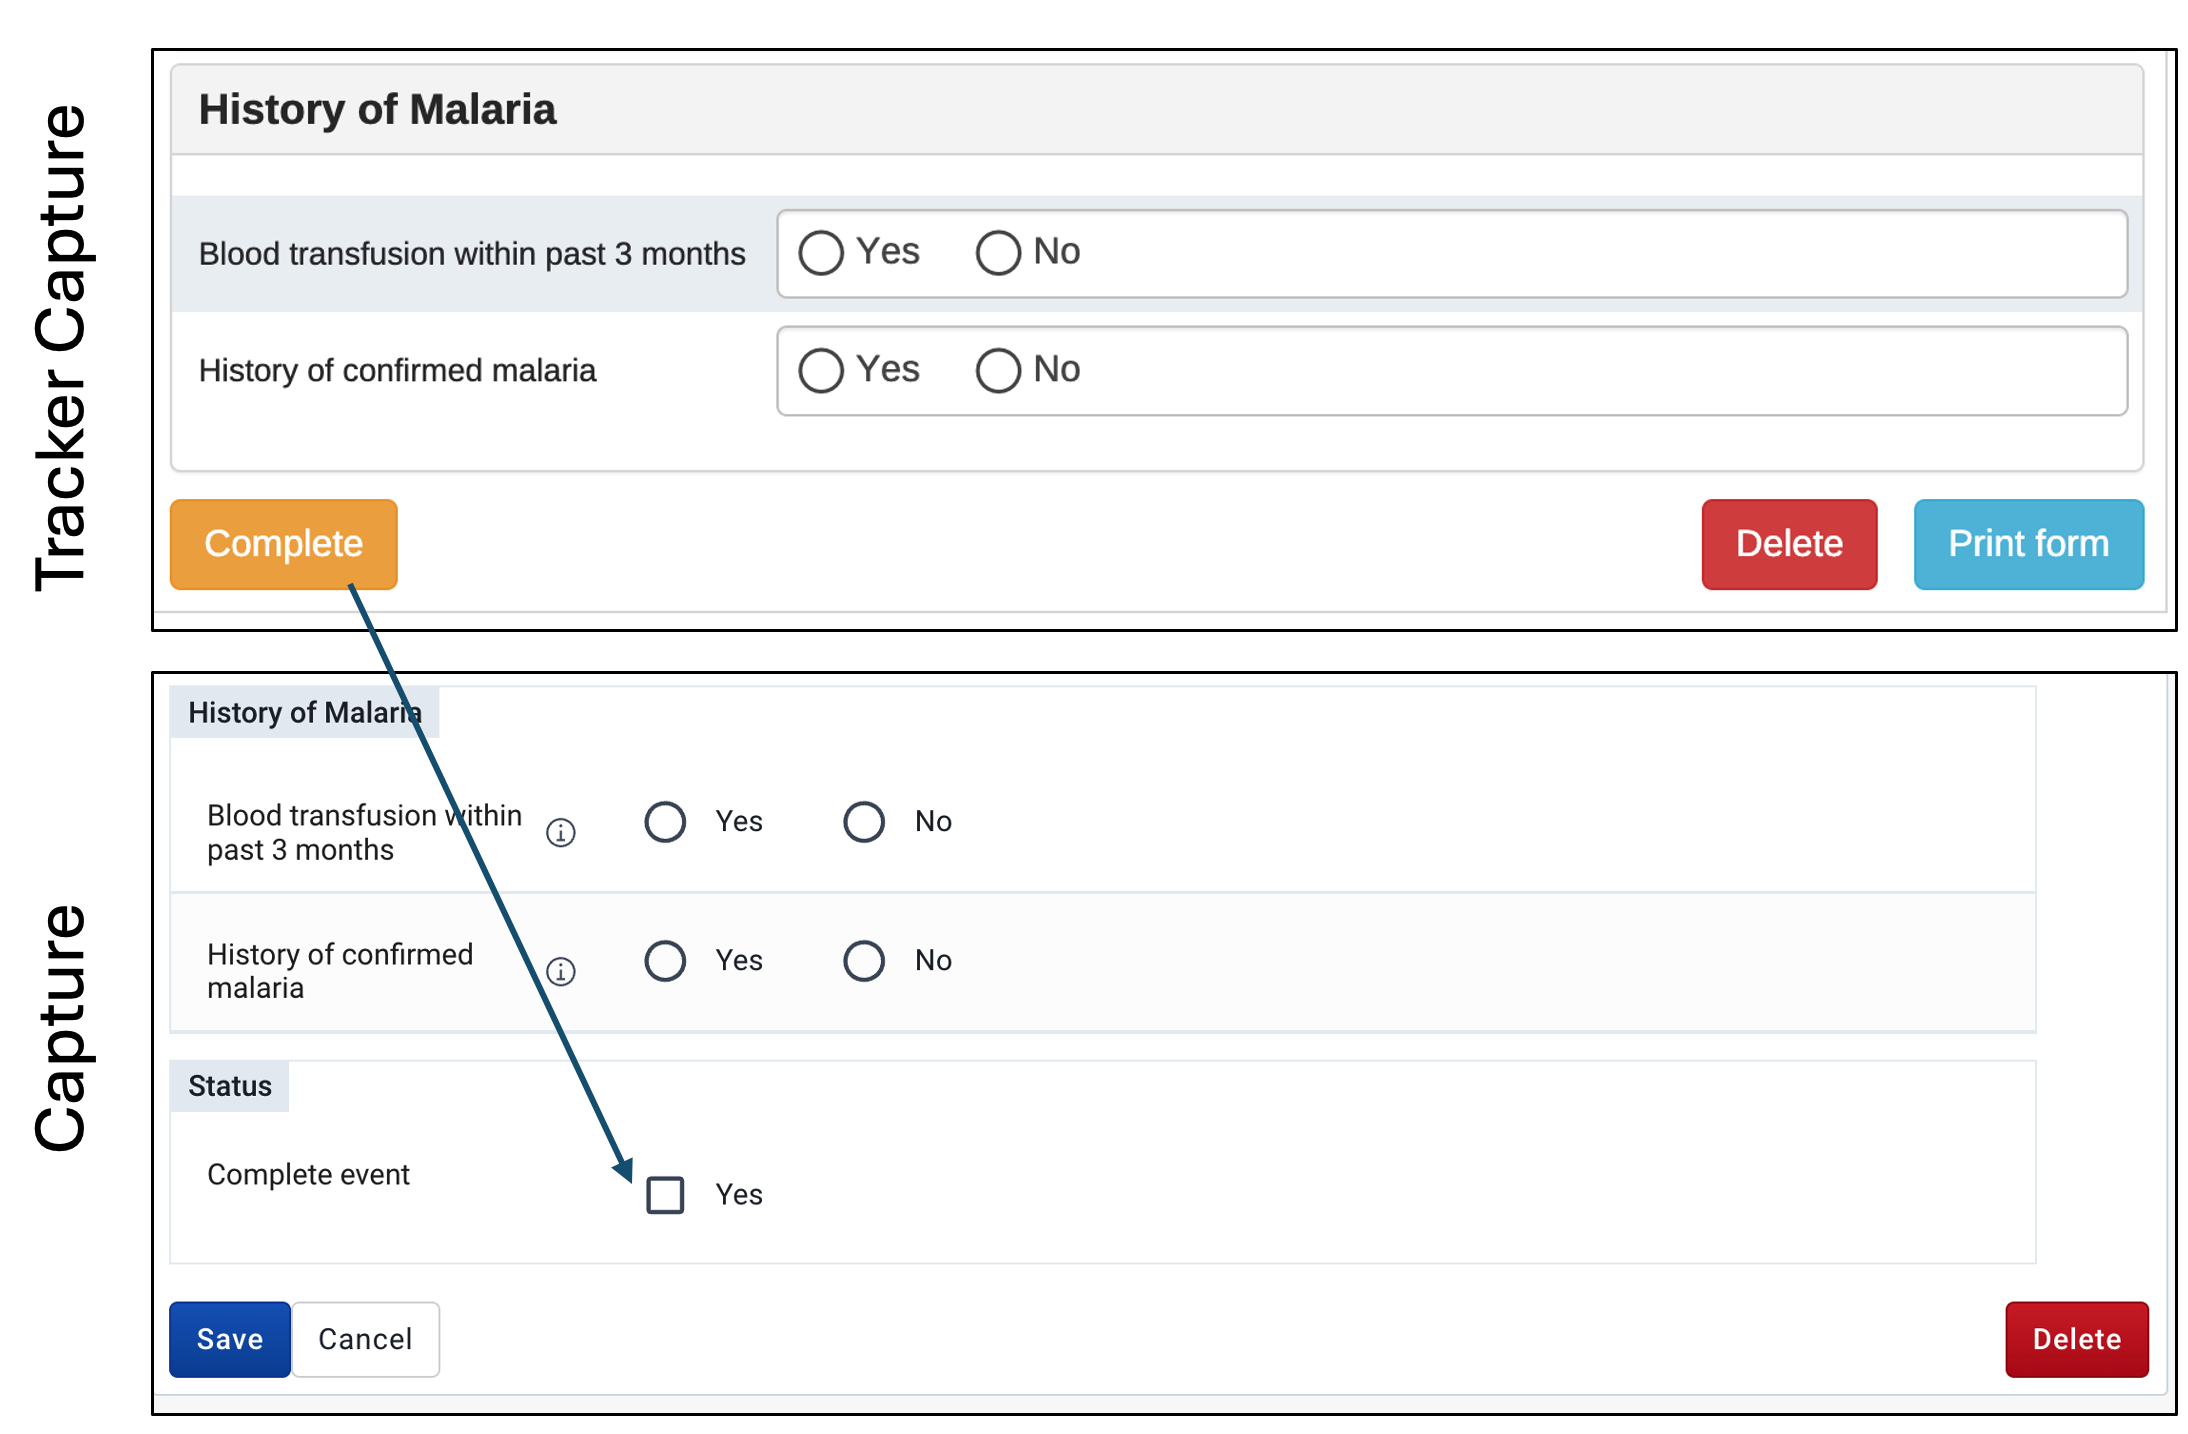 Tracker Capture
History of Malaria
Blood transfusion within past 3 months
Yes
No
History of confirmed malaria
Yes
No
Complete
Delete
Print form
Capture
History of Malaria
Blood transfusion within
past 3 months
Yes
No
History of confirmed
malaria
Yes
No
Status
Complete event
Yes
Save
Cancel
Delete